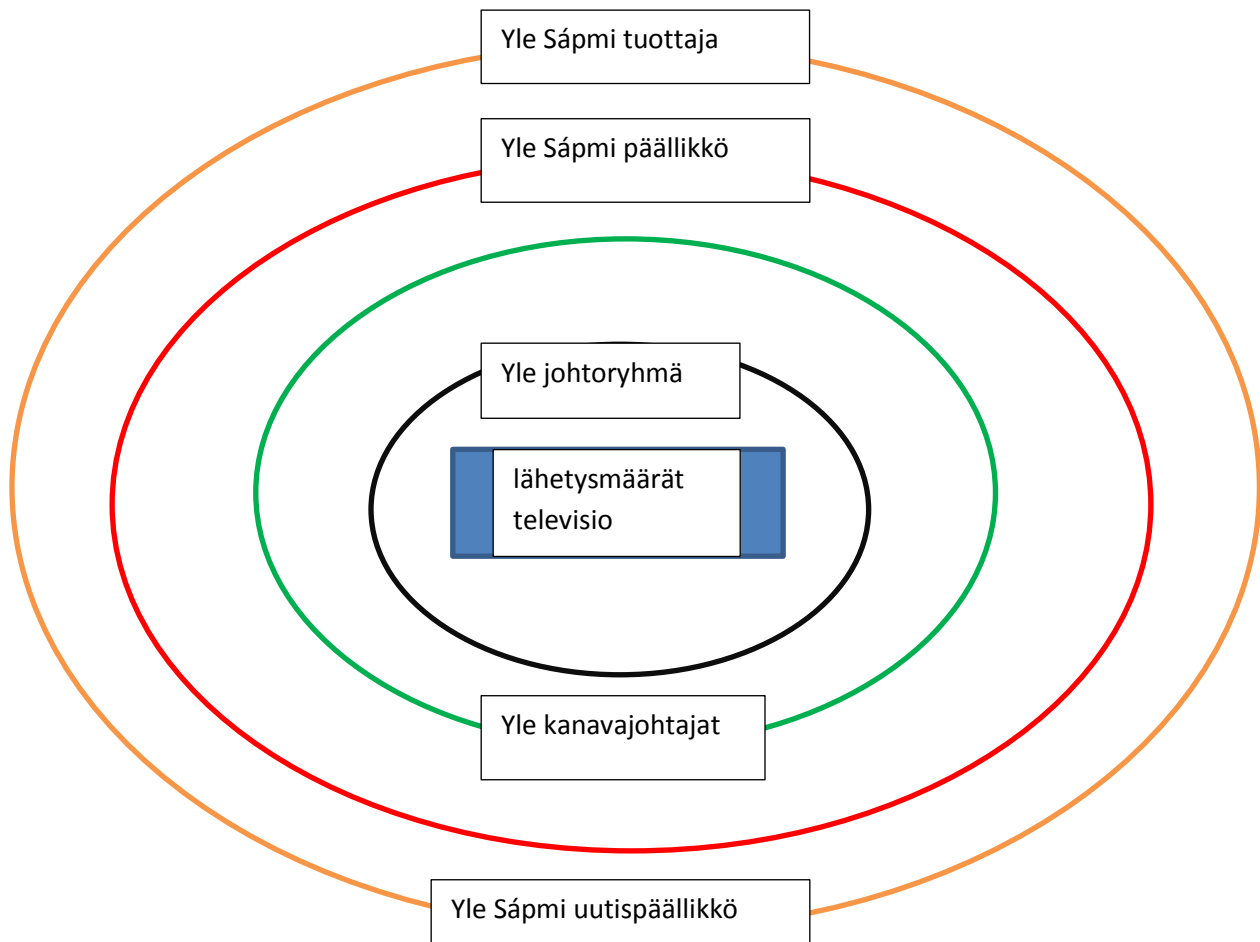 Yle Sápmi tuottaja
Yle Sápmi päällikkö
Yle johtoryhmä
lähetysmäärät
televisio
Yle kanavajohtajat
Yle Sápmi uutispäällikkö